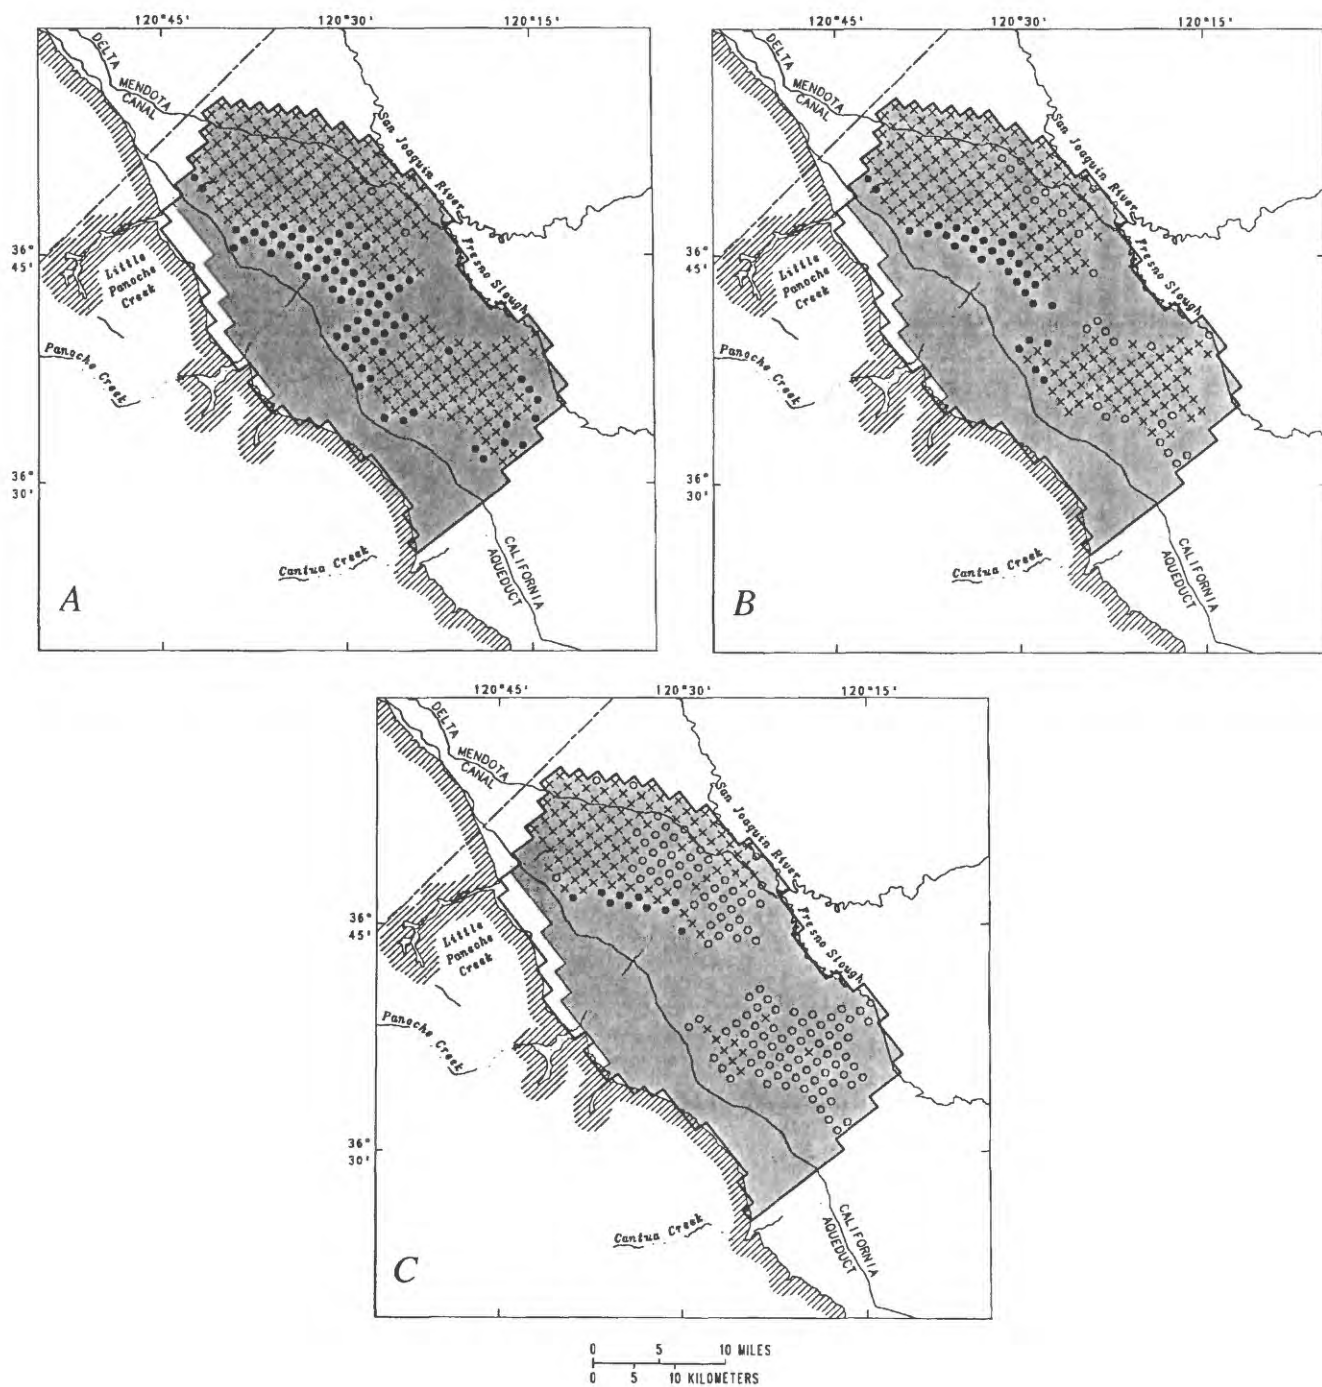 120°45' 120°30' 120°15'
DELTA
MENDOTA
CANAL
San Joaquin River
Fresno Slough
36°
45'
Little
Panoche
Creek
Panoche Creek
36°
30'
Cantua Creek
CALIFORNIA
AQUEDUCT
A
120°45' 120°30' 120°15'
DELTA
MENDOTA
CANAL
San Joaquin River
Fresno Slough
36°
45'
Little
Panoche
Creek
Panoche Creek
36°
30'
Cantua Creek
CALIFORNIA
AQUEDUCT
B
120°45' 120°30' 120°15'
DELTA
MENDOTA
CANAL
San Joaquin River
Fresno Slough
36°
45'
Little
Panoche
Creek
Panoche Creek
36°
30'
Cantua Creek
CALIFORNIA
AQUEDUCT
C
0 5 10 MILES
0 5 10 KILOMETERS